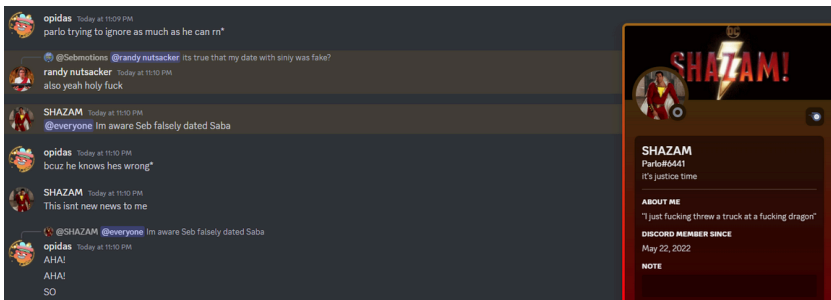 opidas Today at 11:09 PM
parlo trying to ignore as much as he can rn*
@Sebmotions @randy nutsacker its true that my date with siniy was fake?
randy nutsacker Today at 11:10 PM
also yeah holy fuck
SHAZAM Today at 11:10 PM
@everyone Im aware Seb falsely dated Saba
opidas Today at 11:10 PM
bcuz he knows hes wrong*
SHAZAM Today at 11:10 PM
This isnt new news to me
@SHAZAM @everyone Im aware Seb falsely dated Saba
opidas Today at 11:10 PM
AHA!
AHA!
SO
DC
SHAZAM!
SHAZAM
Parlo#6441
it's justice time
ABOUT ME
"I just fucking threw a truck at a fucking dragon"
DISCORD MEMBER SINCE
May 22, 2022
NOTE